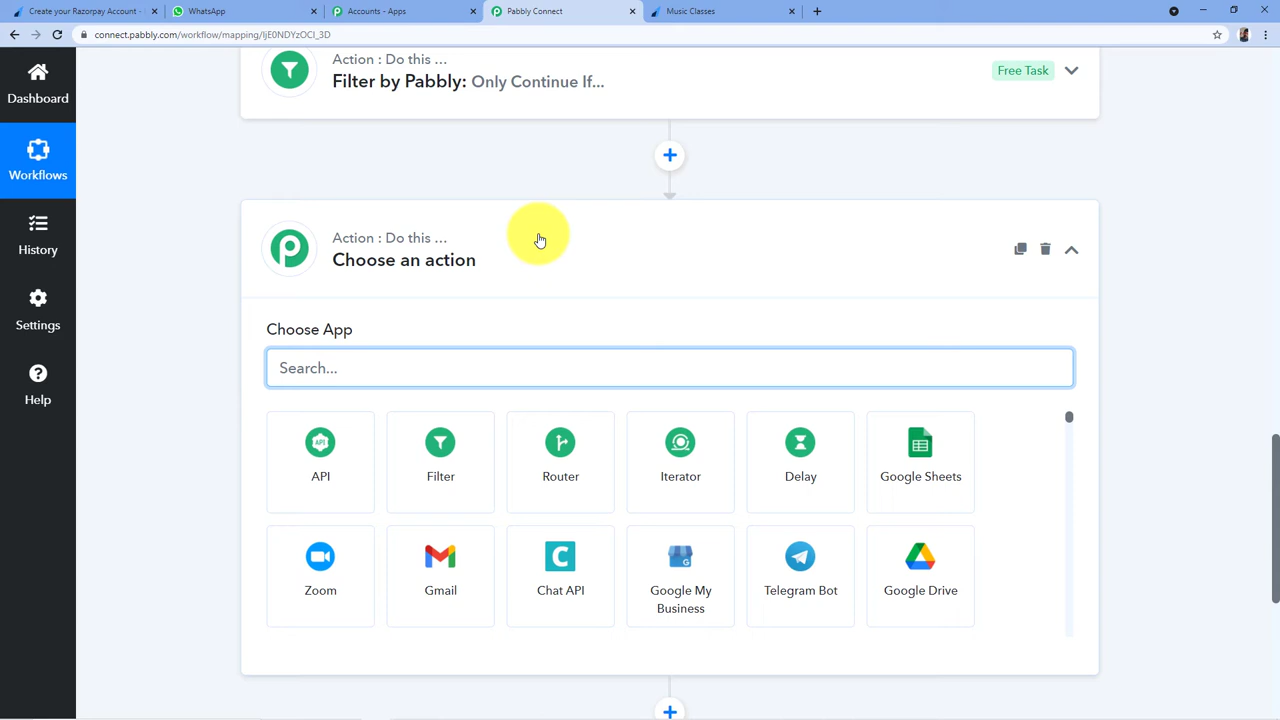 Create your Razorpay Account -
WhatsApp
Accounts - Apps
Pabbly Connect
Music Classes
connect.pabbly.com/workflow/mapping/IjE0NDYzOCI_3D
Dashboard
Workflows
History
Settings
Help
Action : Do this ...
Filter by Pabbly: Only Continue If...
Free Task
Action : Do this ...
Choose an action
Choose App
Search...
API
Filter
Router
Iterator
Delay
Google Sheets
Zoom
Gmail
Chat API
Google My
Business
Telegram Bot
Google Drive